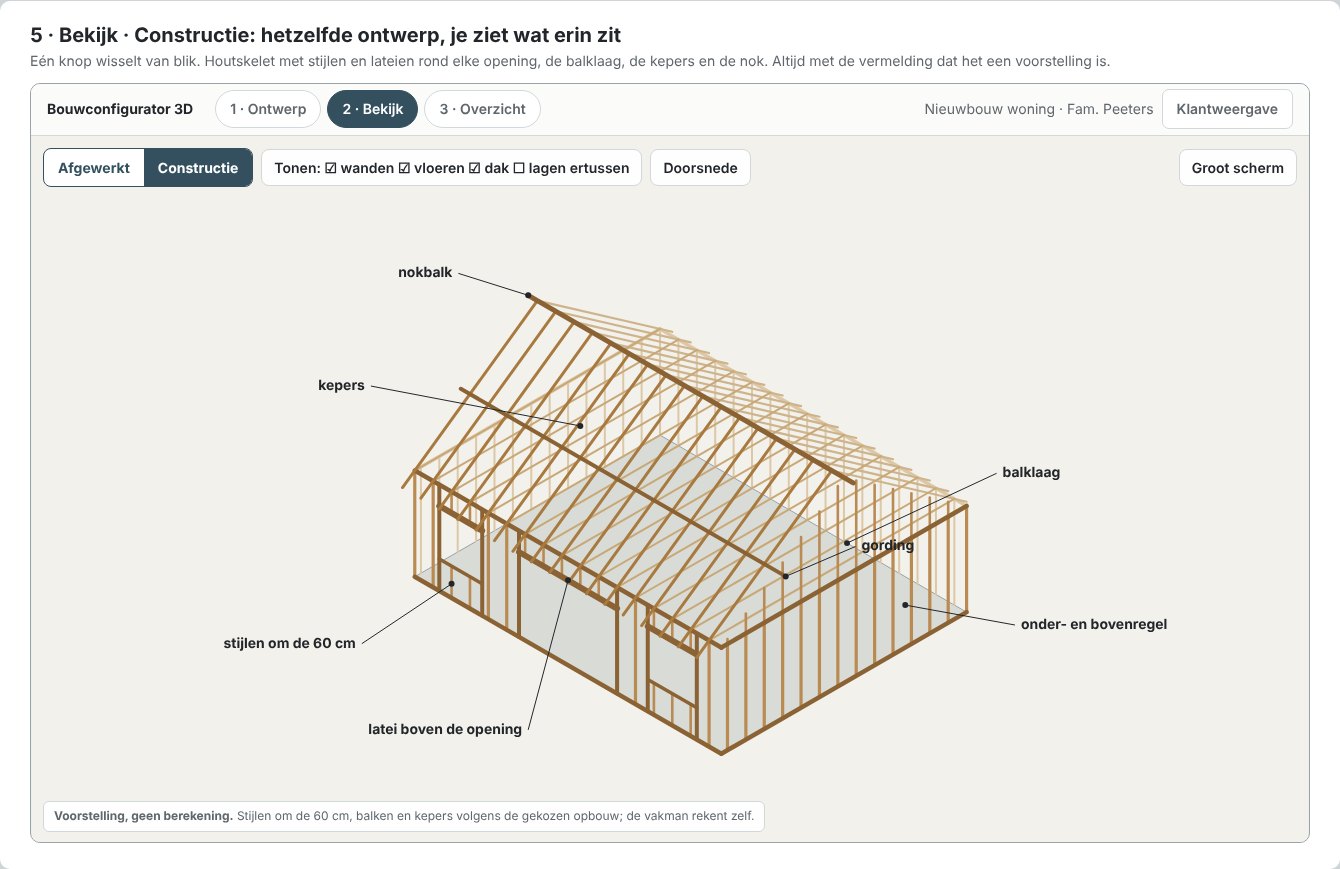 5 · Bekijk · Constructie: hetzelfde ontwerp, je ziet wat erin zit
Eén knop wisselt van blik. Houtskelet met stijlen en lateien rond elke opening, de balklaag, de kepers en de nok. Altijd met de vermelding dat het een voorstelling is.
Bouwconfigurator 3D 1 · Ontwerp 2 · Bekijk 3 · Overzicht Nieuwbouw woning · Fam. Peeters Klantweergave
Afgewerkt Constructie Tonen: ☑ wanden ☑ vloeren ☑ dak ☐ lagen ertussen Doorsnede Groot scherm
nokbalk
kepers
balklaag
gording
onder- en bovenregel
stijlen om de 60 cm
latei boven de opening
Voorstelling, geen berekening. Stijlen om de 60 cm, balken en kepers volgens de gekozen opbouw; de vakman rekent zelf.